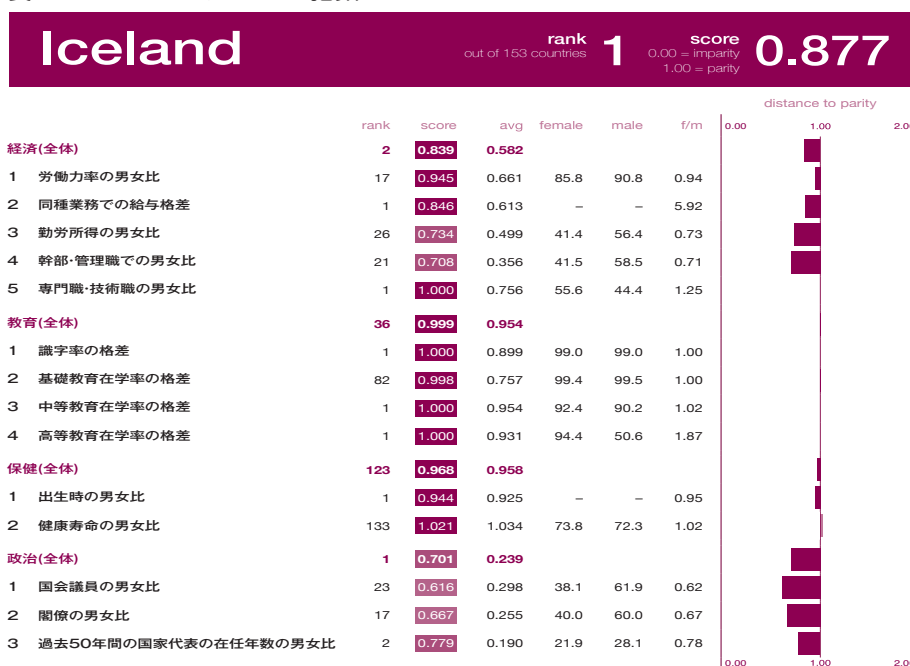 Iceland rank out of 153 countries 1 score 0.00 = imparity 1.00 = parity 0.877
distance to parity
rank score avg female male f/m 0.00 1.00 2.00
経済(全体) 2 0.839 0.582
1 労働力率の男女比 17 0.945 0.661 85.8 90.8 0.94
2 同種業務での給与格差 1 0.846 0.613 – – 5.92
3 勤労所得の男女比 26 0.734 0.499 41.4 56.4 0.73
4 幹部･管理職での男女比 21 0.708 0.356 41.5 58.5 0.71
5 専門職･技術職の男女比 1 1.000 0.756 55.6 44.4 1.25
教育(全体) 36 0.999 0.954
1 識字率の格差 1 1.000 0.899 99.0 99.0 1.00
2 基礎教育在学率の格差 82 0.998 0.757 99.4 99.5 1.00
3 中等教育在学率の格差 1 1.000 0.954 92.4 90.2 1.02
4 高等教育在学率の格差 1 1.000 0.931 94.4 50.6 1.87
保健(全体) 123 0.968 0.958
1 出生時の男女比 1 0.944 0.925 – – 0.95
2 健康寿命の男女比 133 1.021 1.034 73.8 72.3 1.02
政治(全体) 1 0.701 0.239
1 国会議員の男女比 23 0.616 0.298 38.1 61.9 0.62
2 閣僚の男女比 17 0.667 0.255 40.0 60.0 0.67
3 過去50年間の国家代表の在任年数の男女比 2 0.779 0.190 21.9 28.1 0.78
0.00 1.00 2.00